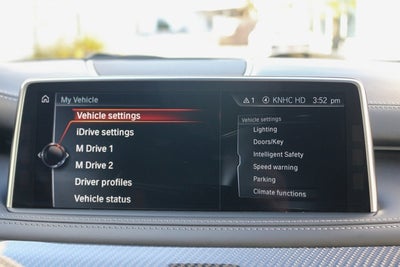 My Vehicle
1 KNHC HD 3:52 pm
Vehicle settings
iDrive settings
M Drive 1
M Drive 2
Driver profiles
Vehicle status
Vehicle settings
Lighting
Doors/Key
Intelligent Safety
Speed warning
Parking
Climate functions